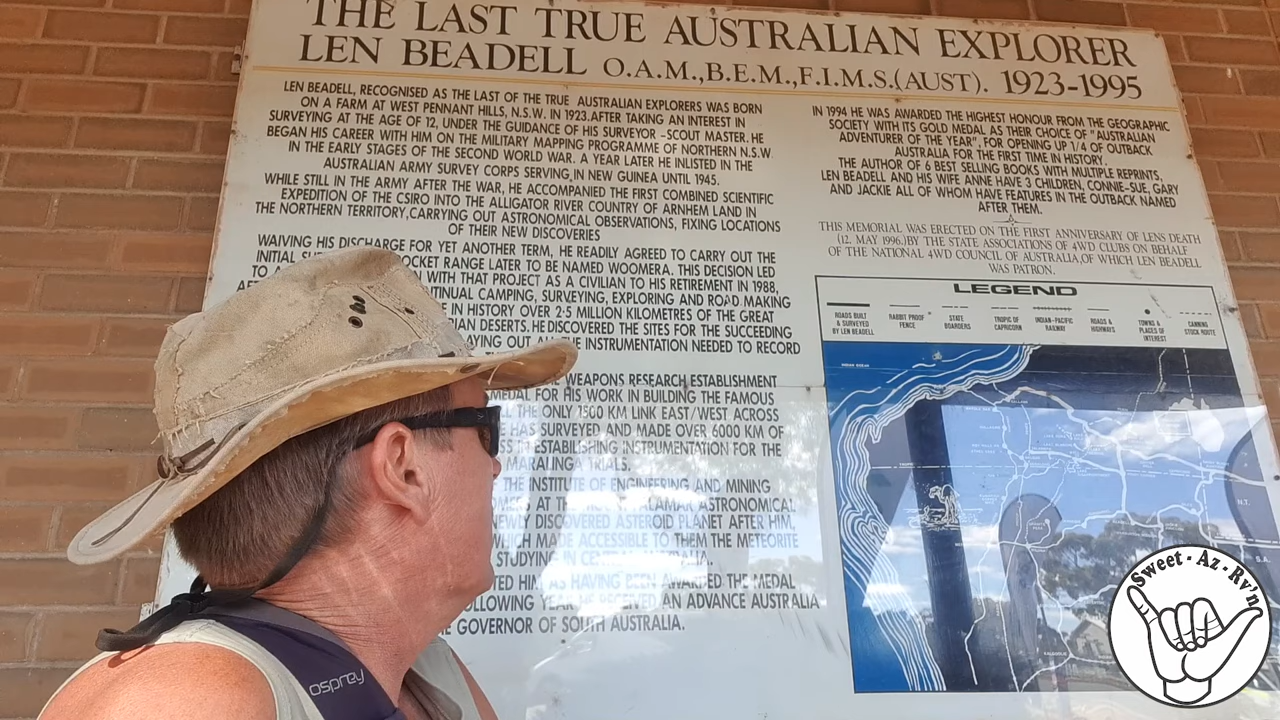 THE LAST TRUE AUSTRALIAN EXPLORER
LEN BEADELL O.A.M.,B.E.M.,F.I.M.S.(AUST). 1923-1995
LEN BEADELL, RECOGNISED AS THE LAST OF THE TRUE AUSTRALIAN EXPLORERS WAS BORN
ON A FARM AT WEST PENNANT HILLS, N.S.W. IN 1923.AFTER TAKING AN INTEREST IN
SURVEYING AT THE AGE OF 12, UNDER THE GUIDANCE OF HIS SURVEYOR -SCOUT MASTER. HE
BEGAN HIS CAREER WITH HIM ON THE MILITARY MAPPING PROGRAMME OF NORTHERN N.S.W.
IN THE EARLY STAGES OF THE SECOND WORLD WAR. A YEAR LATER HE INLISTED IN THE
AUSTRALIAN ARMY SURVEY CORPS SERVING,IN NEW GUINEA UNTIL 1945.
WHILE STILL IN THE ARMY AFTER THE WAR, HE ACCOMPANIED THE FIRST COMBINED SCIENTIFIC
EXPEDITION OF THE CSIRO INTO THE ALLIGATOR RIVER COUNTRY OF ARNHEM LAND IN
THE NORTHERN TERRITORY,CARRYING OUT ASTRONOMICAL OBSERVATIONS, FIXING LOCATIONS
OF THEIR NEW DISCOVERIES
WAIVING HIS DISCHARGE FOR YET ANOTHER TERM, HE READILY AGREED TO CARRY OUT THE
INITIAL ROCKET RANGE LATER TO BE NAMED WOOMERA. THIS DECISION LED
TO WITH THAT PROJECT AS A CIVILIAN TO HIS RETIREMENT IN 1988,
CAMPING, SURVEYING, EXPLORING AND ROAD MAKING
IN HISTORY OVER 2·5 MILLION KILOMETRES OF THE GREAT
DESERTS. HE DISCOVERED THE SITES FOR THE SUCCEEDING
LAYING OUT ALL THE INSTRUMENTATION NEEDED TO RECORD
WEAPONS RESEARCH ESTABLISHMENT
MEDAL FOR HIS WORK IN BUILDING THE FAMOUS
THE ONLY 1500 KM LINK EAST/WEST ACROSS
HAS SURVEYED AND MADE OVER 6000 KM OF
IN ESTABLISHING INSTRUMENTATION FOR THE
MARALINGA TRIALS.
THE INSTITUTE OF ENGINEERING AND MINING
AT THE PALAMAR ASTRONOMICAL
NEWLY DISCOVERED ASTEROID PLANET AFTER HIM,
WHICH MADE ACCESSIBLE TO THEM THE METEORITE
STUDYING IN CENTRAL AUSTRALIA.
HIM AS HAVING BEEN AWARDED THE MEDAL
FOLLOWING YEAR HE RECEIVED AN ADVANCE AUSTRALIA
GOVERNOR OF SOUTH AUSTRALIA.
IN 1994 HE WAS AWARDED THE HIGHEST HONOUR FROM THE GEOGRAPHIC
SOCIETY WITH ITS GOLD MEDAL AS THEIR CHOICE OF "AUSTRALIAN
ADVENTURER OF THE YEAR", FOR OPENING UP 1/4 OF OUTBACK
AUSTRALIA FOR THE FIRST TIME IN HISTORY.
THE AUTHOR OF 6 BEST SELLING BOOKS WITH MULTIPLE REPRINTS,
LEN BEADELL AND HIS WIFE ANNE HAVE 3 CHILDREN, CONNIE-SUE, GARY
AND JACKIE ALL OF WHOM HAVE FEATURES IN THE OUTBACK NAMED
AFTER THEM.
THIS MEMORIAL WAS ERECTED ON THE FIRST ANNIVERSARY OF LENS DEATH
(12. MAY 1996.)BY THE STATE ASSOCIATIONS OF 4WD CLUBS ON BEHALF
OF THE NATIONAL 4WD COUNCIL OF AUSTRALIA,OF WHICH LEN BEADELL
WAS PATRON.
LEGEND
ROADS BUILT & SURVEYED BY LEN BEADELL
RABBIT PROOF FENCE
STATE BOARDERS
TROPIC OF CAPRICORN
INDIAN-PACIFIC RAILWAY
ROADS & HIGHWAYS
TOWNS & PLACES OF INTEREST
CANNING STOCK ROUTE
INDIAN OCEAN
N.T.
S.A.
osprey
Sweet · Az · Rv'n